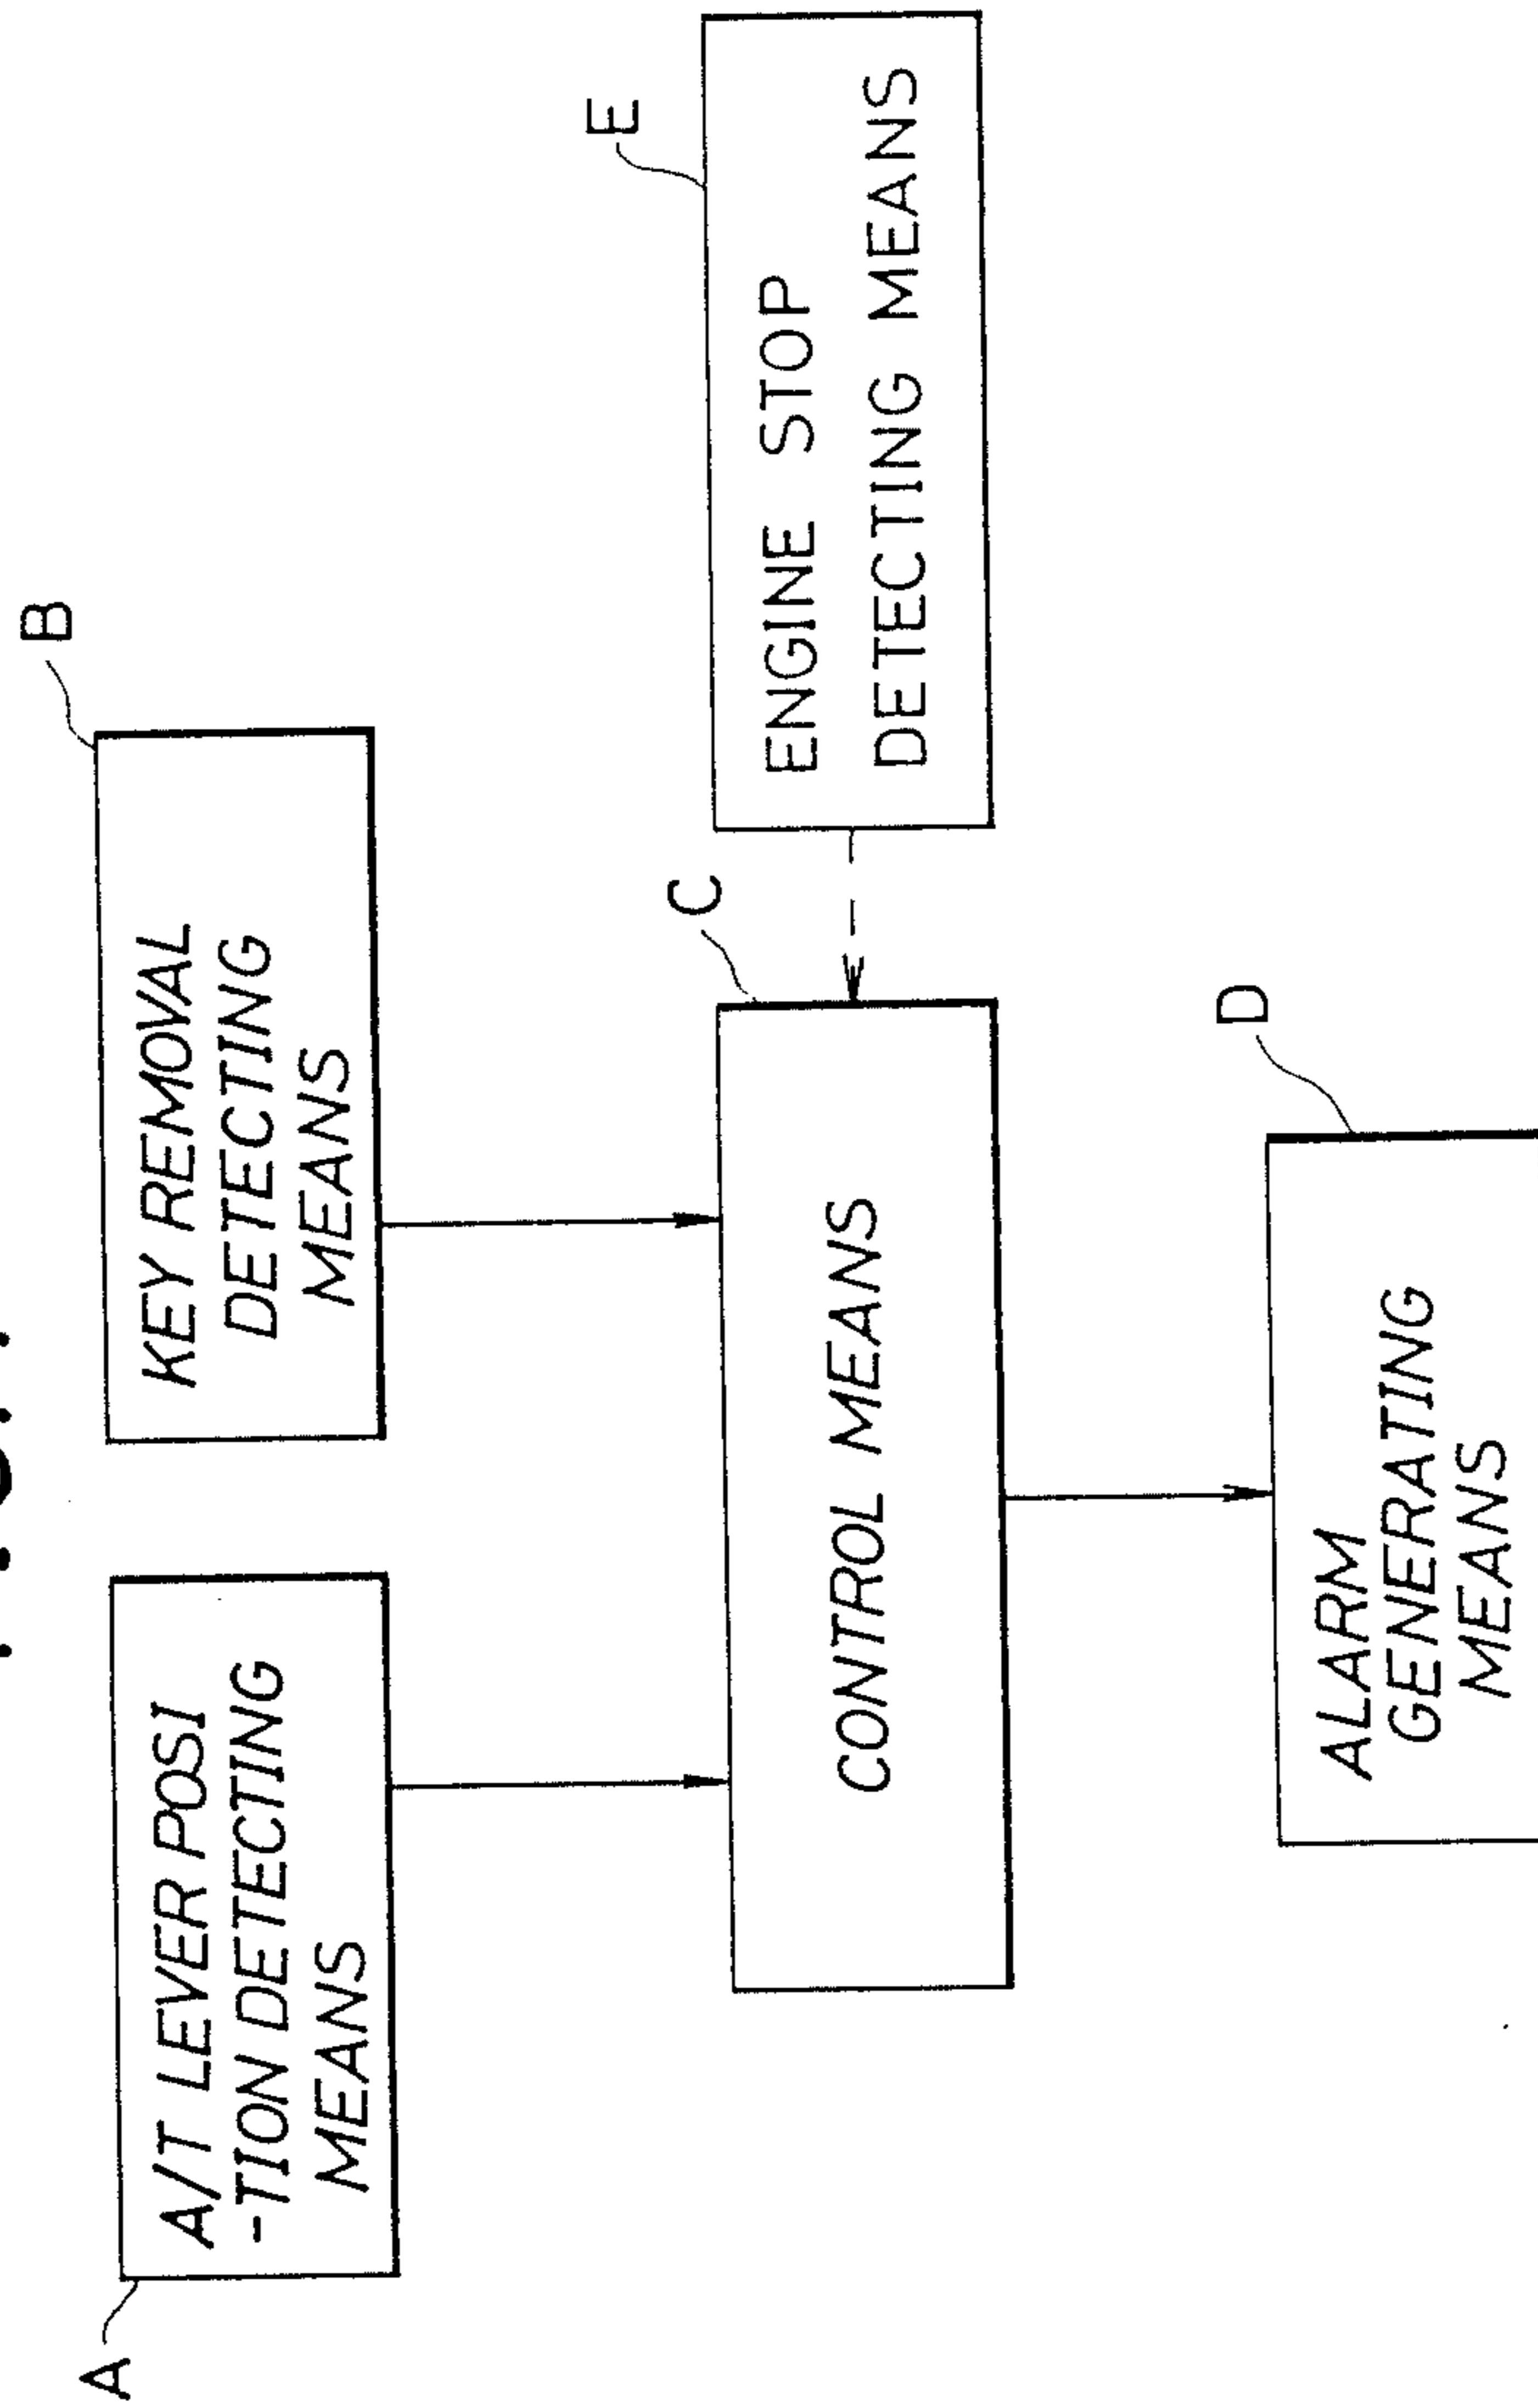 A
A/T LEVER POSI
-TION DETECTING
MEANS
B
KEY REMOVAL
DETECTING
MEANS
E
ENGINE STOP
DETECTING MEANS
C
CONTROL MEANS
D
ALARM
GENERATING
MEANS